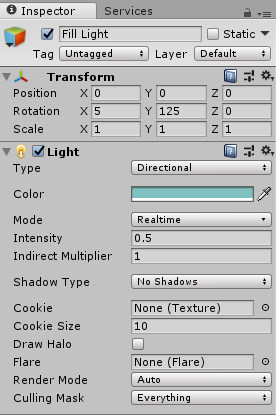 Inspector Services
Fill Light Static
Tag Untagged Layer Default
Transform
Position X 0 Y 0 Z 0
Rotation X 5 Y 125 Z 0
Scale X 1 Y 1 Z 1
Light
Type Directional
Color
Mode Realtime
Intensity 0.5
Indirect Multiplier 1
Shadow Type No Shadows
Cookie None (Texture)
Cookie Size 10
Draw Halo
Flare None (Flare)
Render Mode Auto
Culling Mask Everything